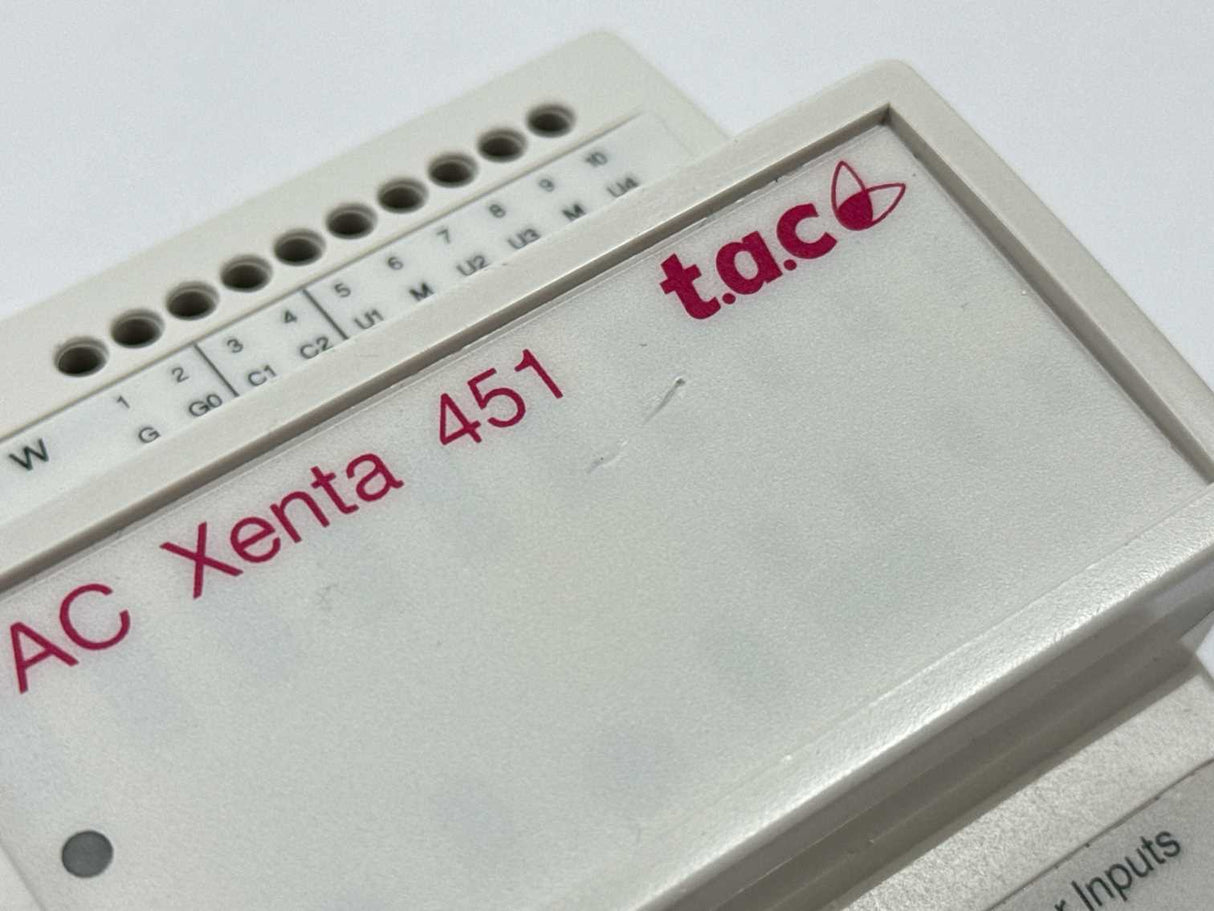 1 2 3 4 5 6 7 8 9 10
W G G0 C1 C2 U1 M U2 U3 M U4
t.a.c
AC Xenta 451
Inputs